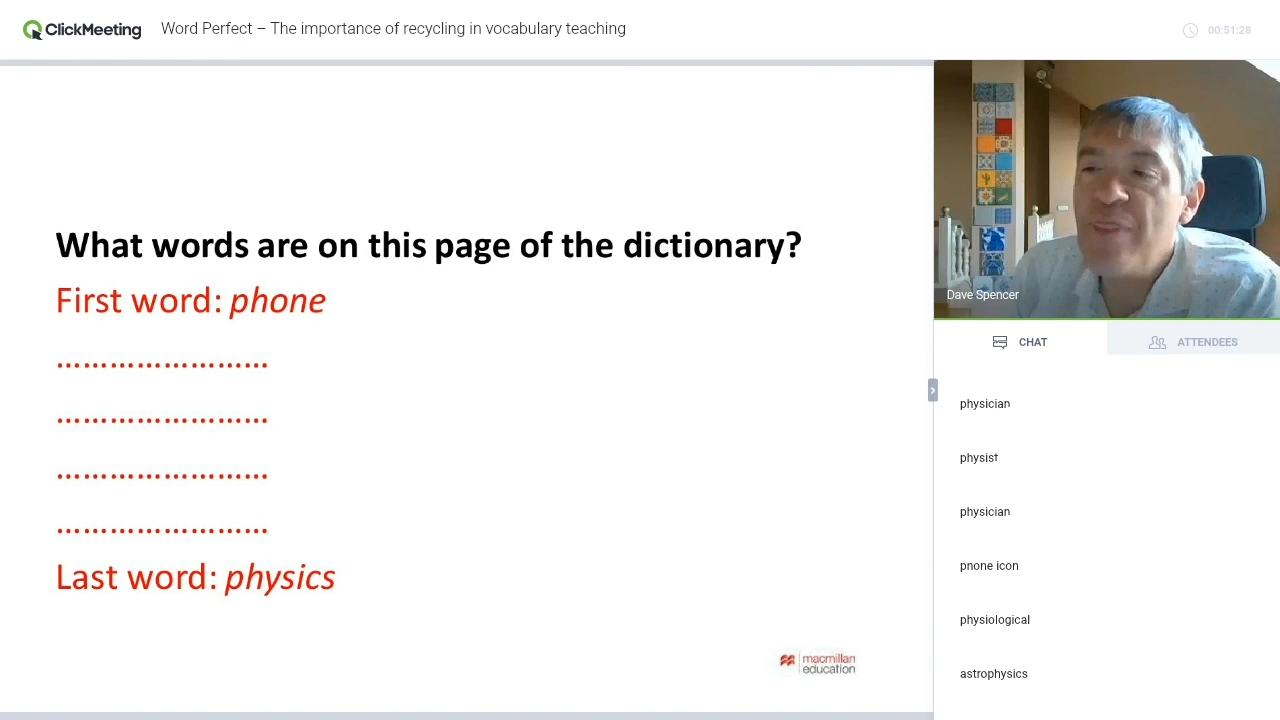 ClickMeeting
Word Perfect – The importance of recycling in vocabulary teaching
00:51:28
What words are on this page of the dictionary?
First word: phone
........................
........................
........................
........................
Last word: physics
macmillan
education
Dave Spencer
CHAT
ATTENDEES
physician
physist
physician
pnone icon
physiological
astrophysics